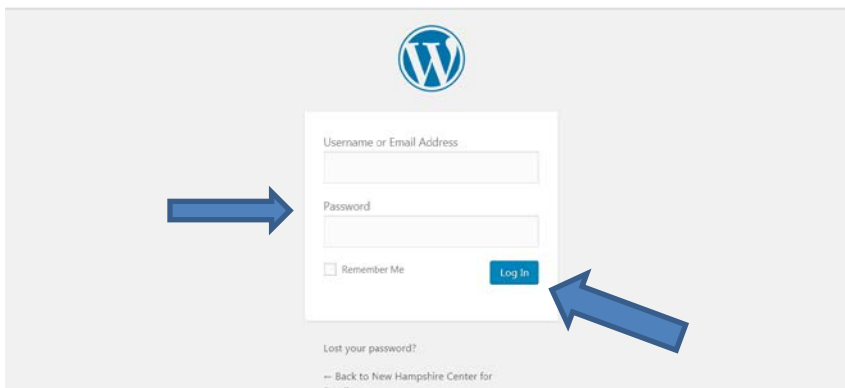 Username or Email Address
Password
Remember Me
Log In
Lost your password?
← Back to New Hampshire Center for